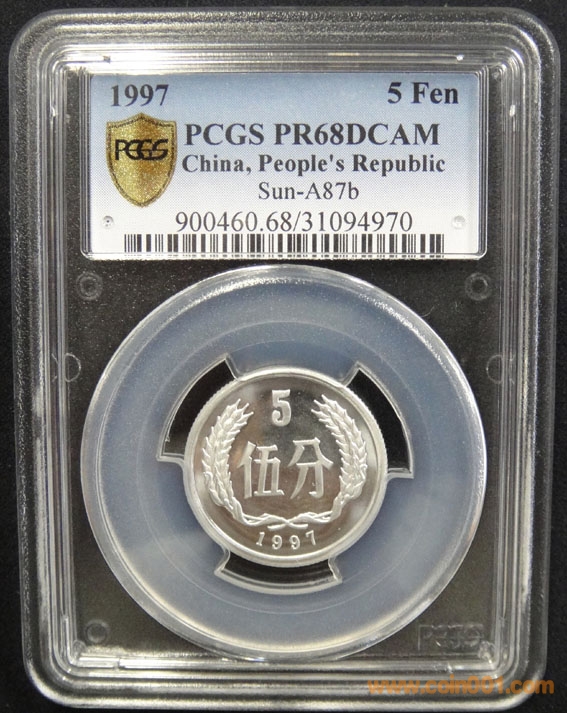 1997 5 Fen
PCGS PCGS PR68DCAM
China, People's Republic
Sun-A87b
900460.68/31094970
5
伍分
1997
PCGS
www.coin001.com